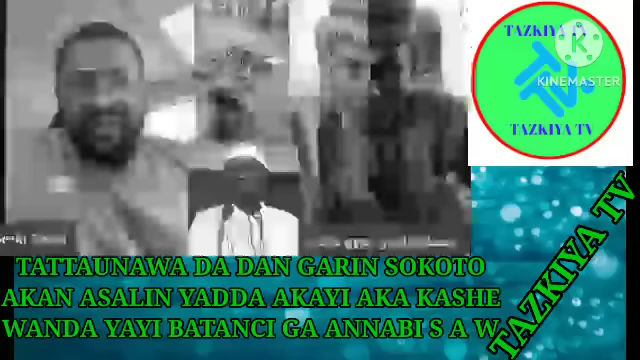 TAZKIYA TV
KINEMASTER
TAZKIYA TV
TATTAUNAWA DA DAN GARIN SOKOTO
AKAN ASALIN YADDA AKAYI AKA KASHE
WANDA YAYI BATANCI GA ANNABI S A W
TAZKIYA TV